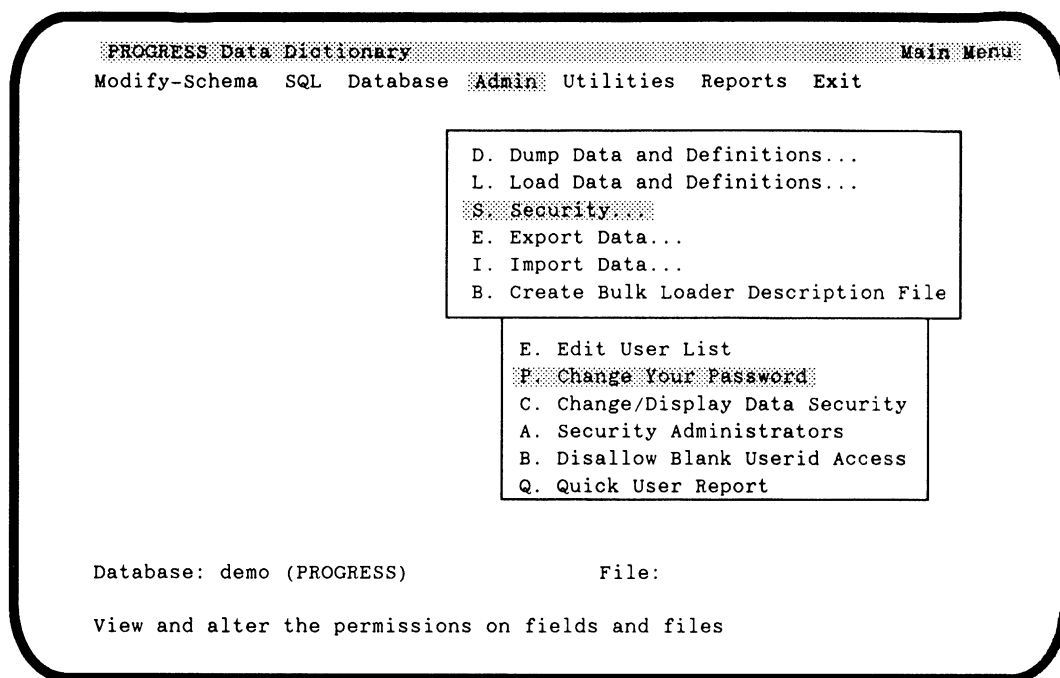 PROGRESS Data Dictionary Main Menu
Modify-Schema SQL Database Admin Utilities Reports Exit
D. Dump Data and Definitions...
L. Load Data and Definitions...
S. Security...
E. Export Data...
I. Import Data...
B. Create Bulk Loader Description File
E. Edit User List
P. Change Your Password
C. Change/Display Data Security
A. Security Administrators
B. Disallow Blank Userid Access
Q. Quick User Report
Database: demo (PROGRESS) File:
View and alter the permissions on fields and files